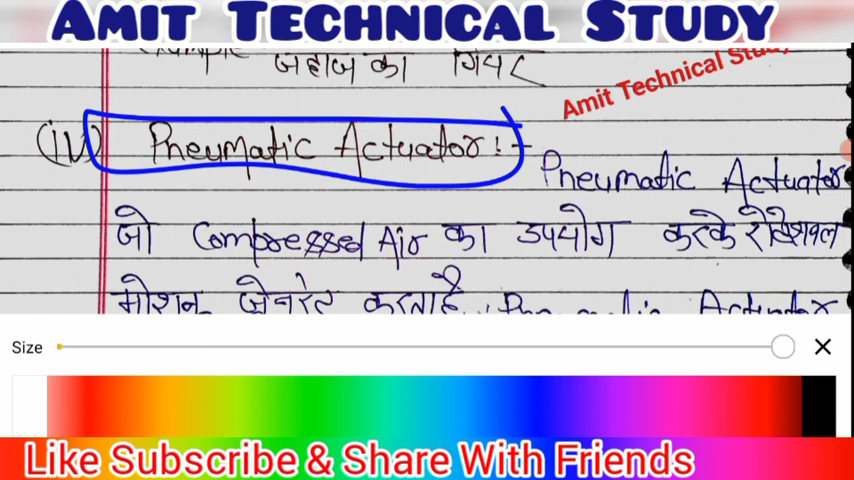 AMIT TECHNICAL STUDY
जहाज का गियर
Amit Technical Study
(iv) Pneumatic Actuator :-
Pneumatic Actuator
जो Compressed Air का उपयोग करके रोटेशनल
मोशन जेनरेट करता है.
Size
Like Subscribe & Share With Friends